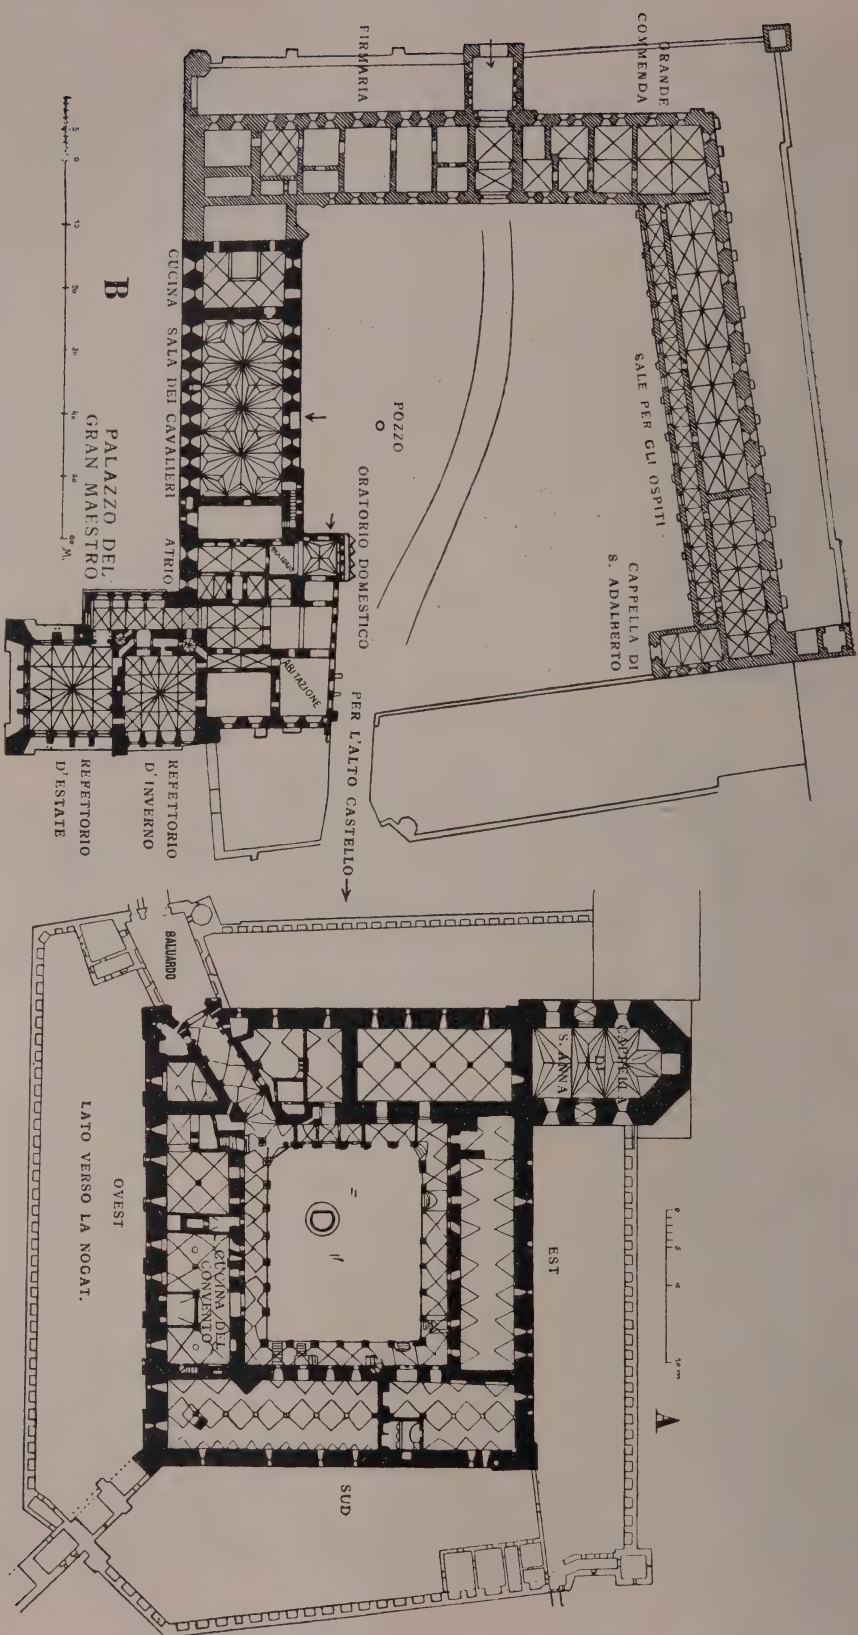 FIRMARIA
GRANDE
COMMENDA
SALE PER GLI OSPITI
POZZO
CAPPELLA DI
S. ADALBERTO
CUCINA SALA DEI CAVALIERI ATRIO
ORATORIO DOMESTICO
ABITAZIONE
PER L'ALTO CASTELLO
B
PALAZZO DEL
GRAN MAESTRO
REFETTORIO
D'INVERNO
REFETTORIO
D'ESTATE
BALUARDO
CAPPELLA
DI
S. ANNA
A
EST
OVEST
LATO VERSO LA NOGAT.
CUCINA DEL
CONVENTO
SUD